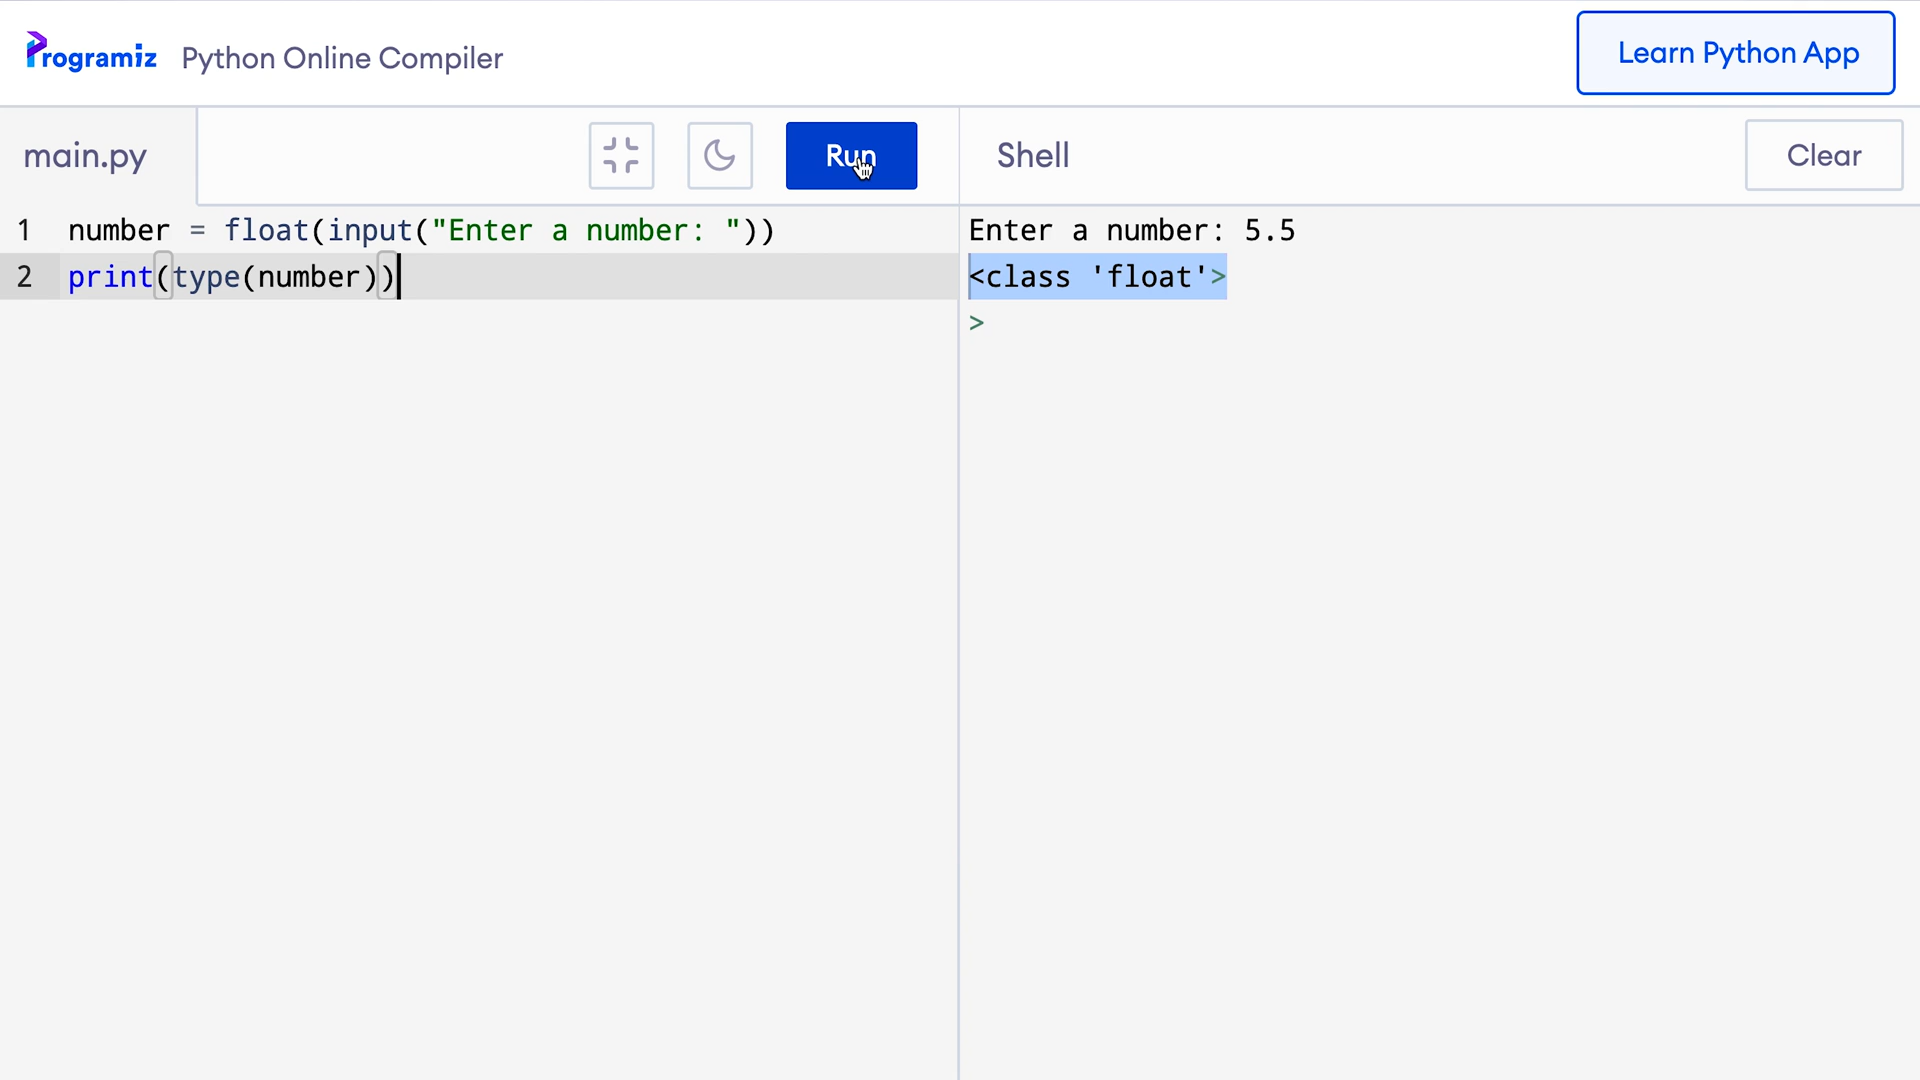 Programiz Python Online Compiler
Learn Python App
main.py
Run
Shell
Clear
1 number = float(input("Enter a number: "))
2 print(type(number))
Enter a number: 5.5
<class 'float'>
>